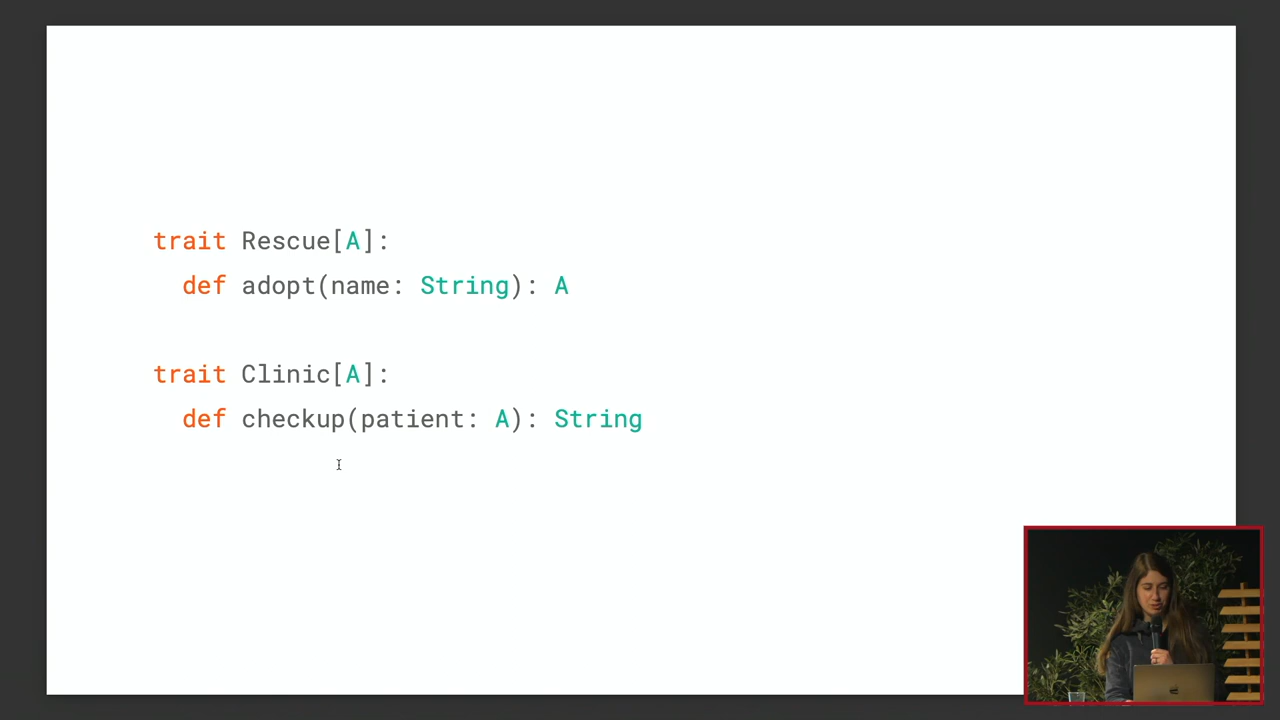 trait Rescue[A]:
  def adopt(name: String): A
trait Clinic[A]:
  def checkup(patient: A): String